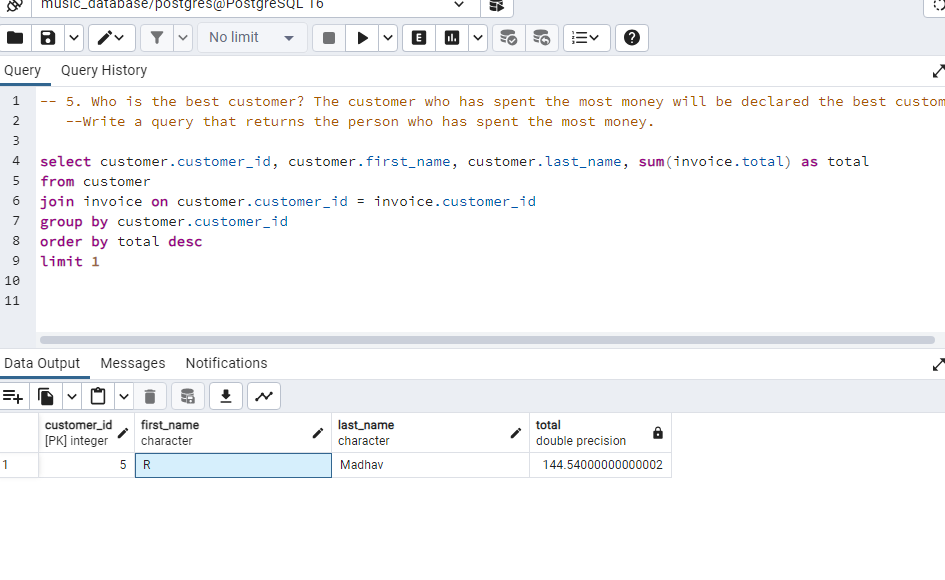 music_database/postgres@PostgreSQL 16
No limit
E
Query Query History
1 -- 5. Who is the best customer? The customer who has spent the most money will be declared the best custom
2 --Write a query that returns the person who has spent the most money.
3
4 select customer.customer_id, customer.first_name, customer.last_name, sum(invoice.total) as total
5 from customer
6 join invoice on customer.customer_id = invoice.customer_id
7 group by customer.customer_id
8 order by total desc
9 limit 1
10
11
Data Output Messages Notifications
customer_id first_name last_name total
[PK] integer character character double precision
1 5 R Madhav 144.54000000000002